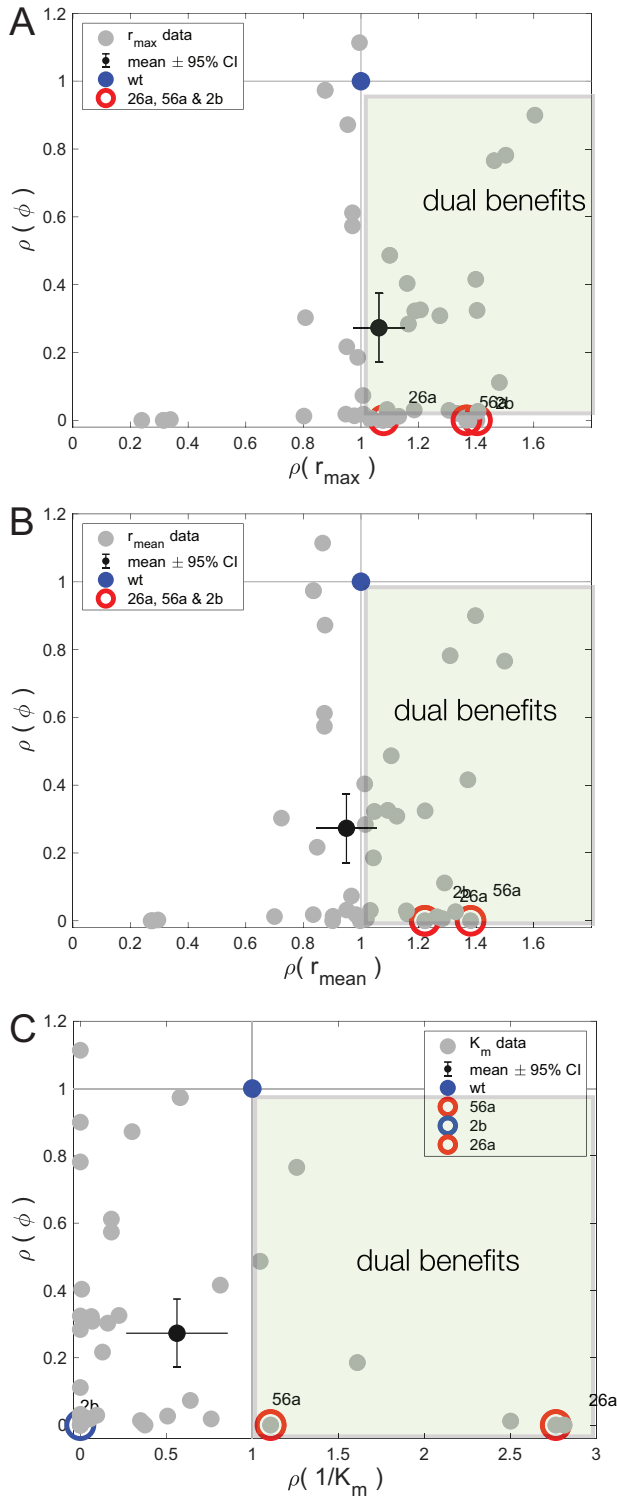 A
1.2
1
0.8
0.6
0.4
0.2
0
ρ ( ϕ )
r_max data
mean ± 95% CI
wt
26a, 56a & 2b
dual benefits
26a
56a
2b
0 0.2 0.4 0.6 0.8 1 1.2 1.4 1.6
ρ( r_max )
B
1.2
1
0.8
0.6
0.4
0.2
0
ρ ( ϕ )
r_mean data
mean ± 95% CI
wt
26a, 56a & 2b
dual benefits
2b
26a
56a
0 0.2 0.4 0.6 0.8 1 1.2 1.4 1.6
ρ( r_mean )
C
1.2
1
0.8
0.6
0.4
0.2
0
ρ ( ϕ )
K_m data
mean ± 95% CI
wt
56a
2b
26a
dual benefits
2b
56a
26a
0 0.5 1 1.5 2 2.5 3
ρ( 1/K_m )